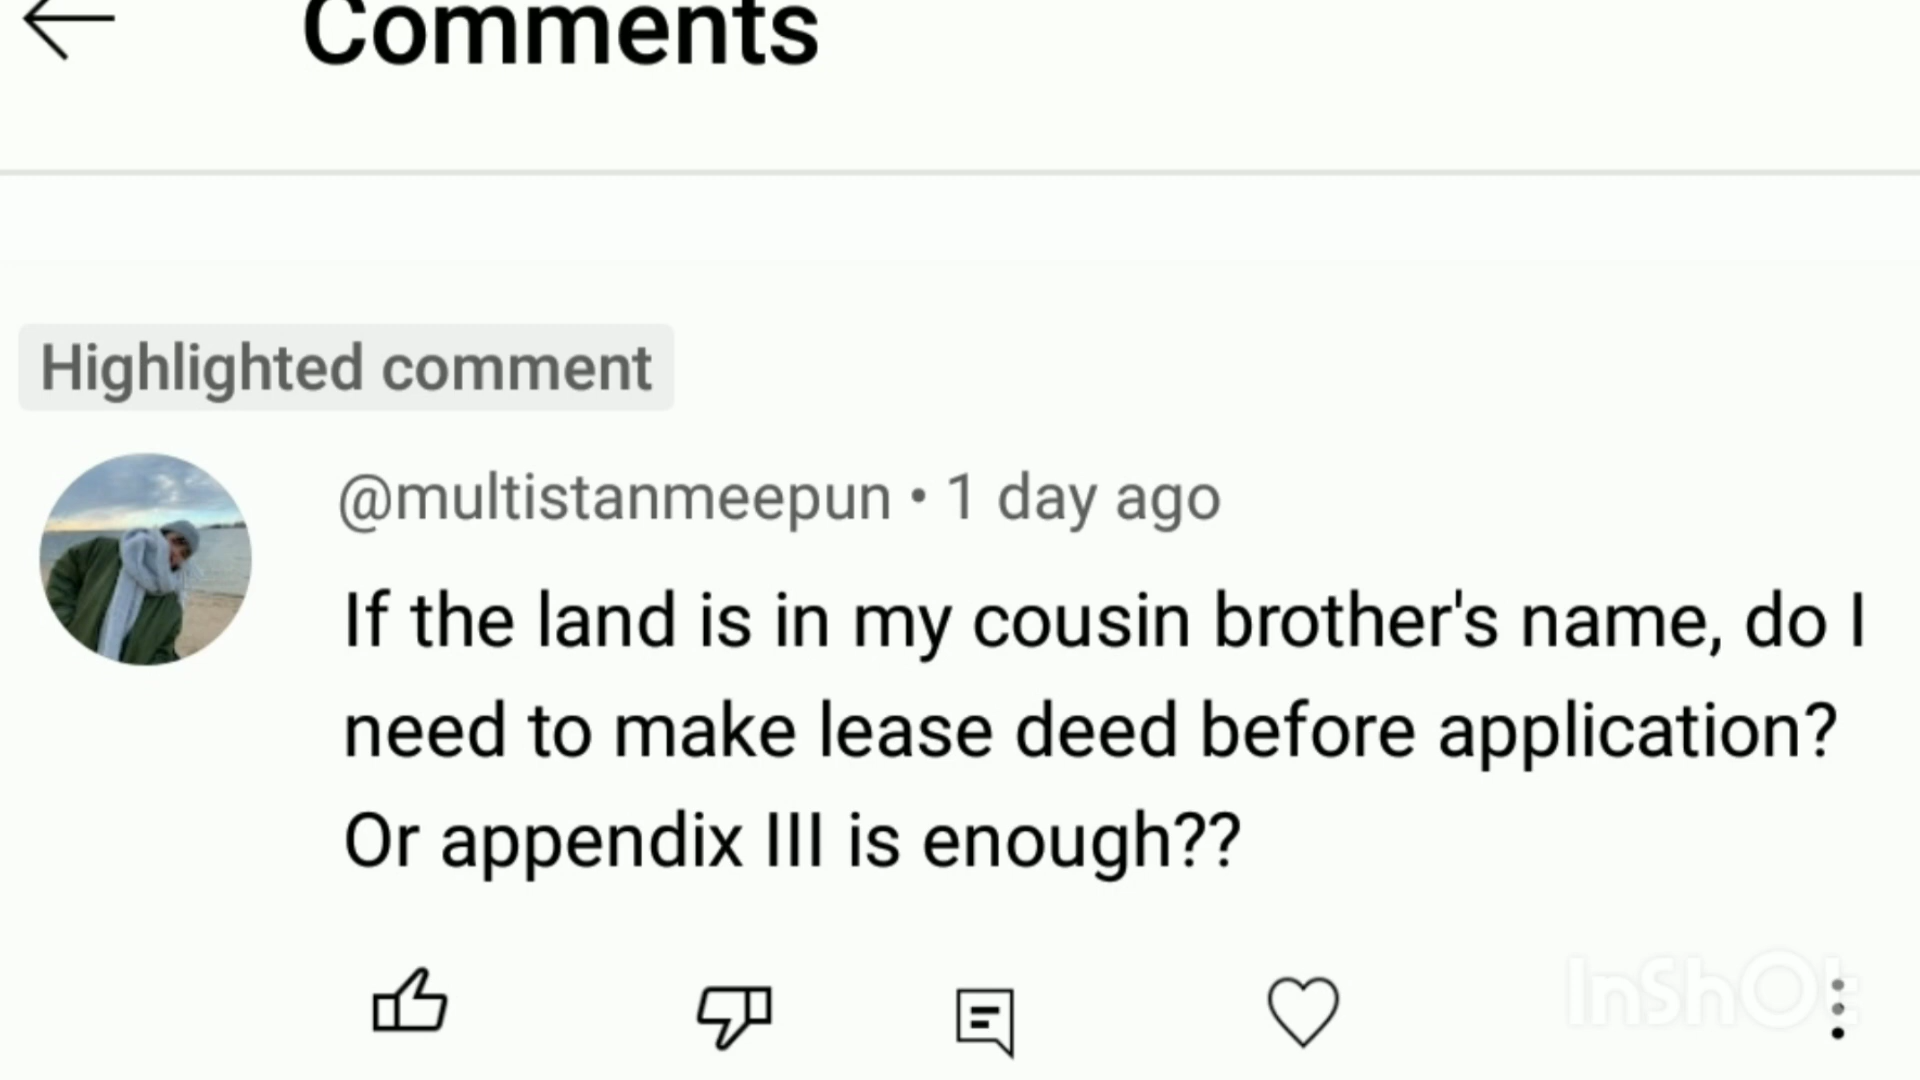 Comments
Highlighted comment
@multistanmeepun • 1 day ago
If the land is in my cousin brother's name, do I
need to make lease deed before application?
Or appendix III is enough??
InShOt